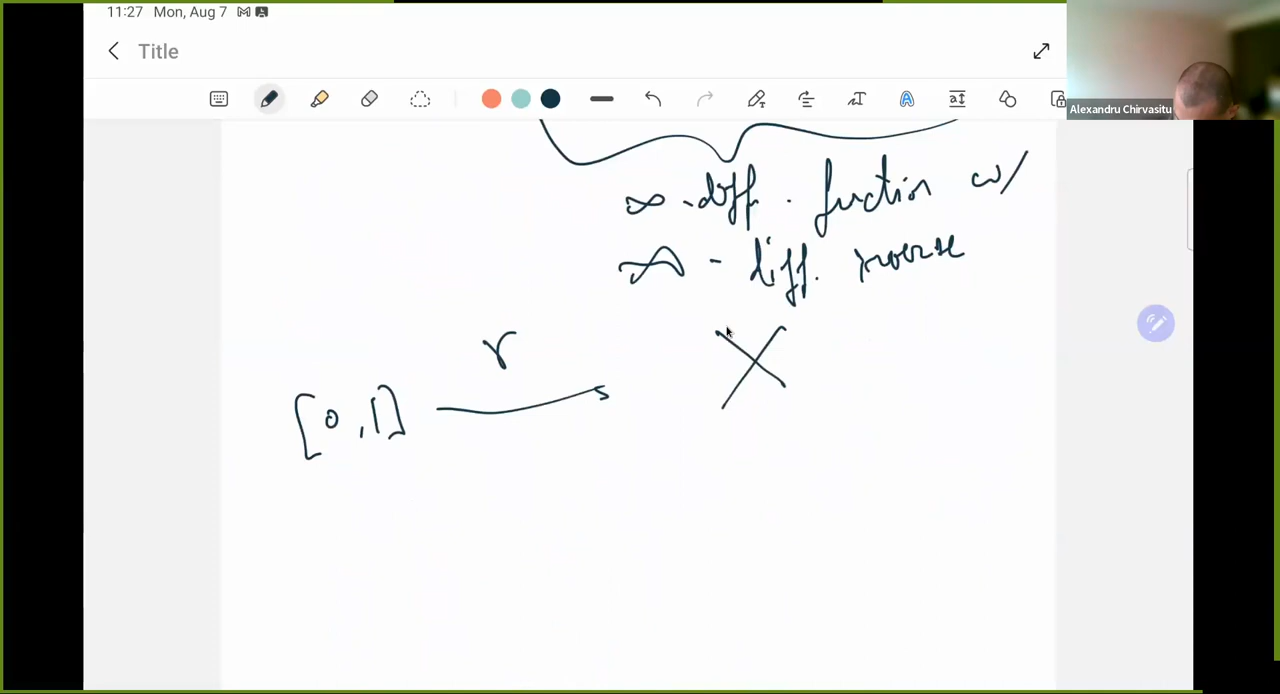 11:27 Mon, Aug 7
Title
Alexandru Chirvasitu
∞-diff. function w/
∞-diff. inverse
γ
[0,1] → X